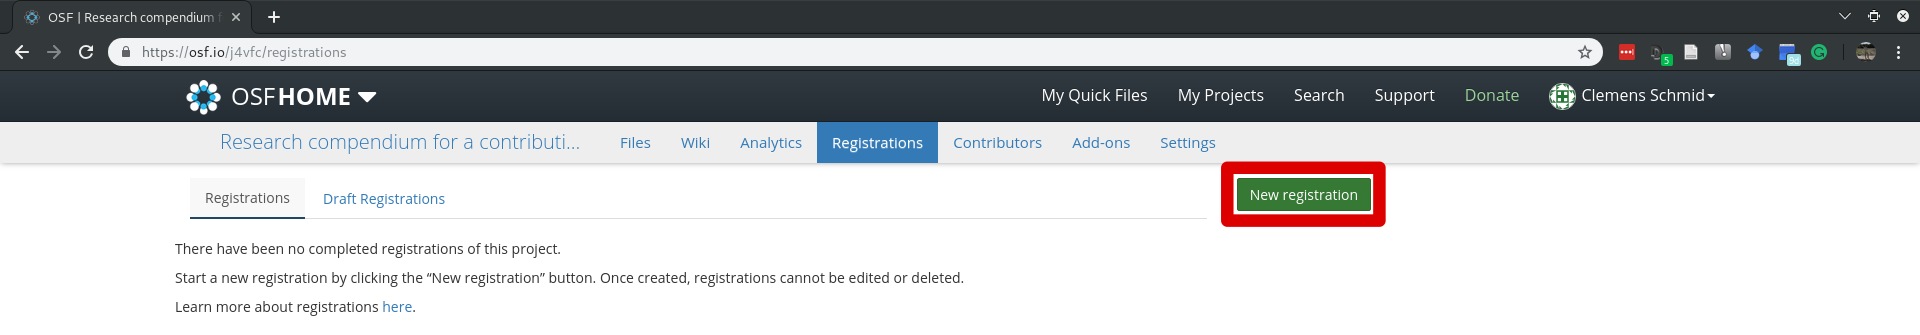 OSF | Research compendium f
https://osf.io/j4vfc/registrations
5
OSFHOME
My Quick Files
My Projects
Search
Support
Donate
Clemens Schmid
Research compendium for a contributi...
Files
Wiki
Analytics
Registrations
Contributors
Add-ons
Settings
Registrations
Draft Registrations
New registration
There have been no completed registrations of this project.
Start a new registration by clicking the “New registration” button. Once created, registrations cannot be edited or deleted.
Learn more about registrations here.